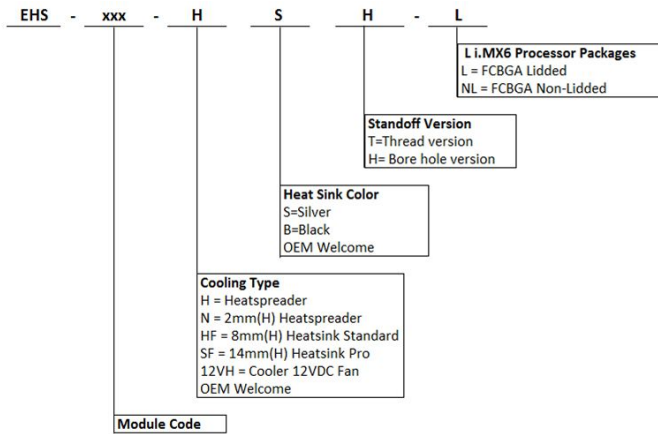 EHS - xxx - H S H - L
L i.MX6 Processor Packages
L = FCBGA Lidded
NL = FCBGA Non-Lidded
Standoff Version
T=Thread version
H= Bore hole version
Heat Sink Color
S=Silver
B=Black
OEM Welcome
Cooling Type
H = Heatspreader
N = 2mm(H) Heatspreader
HF = 8mm(H) Heatsink Standard
SF = 14mm(H) Heatsink Pro
12VH = Cooler 12VDC Fan
OEM Welcome
Module Code